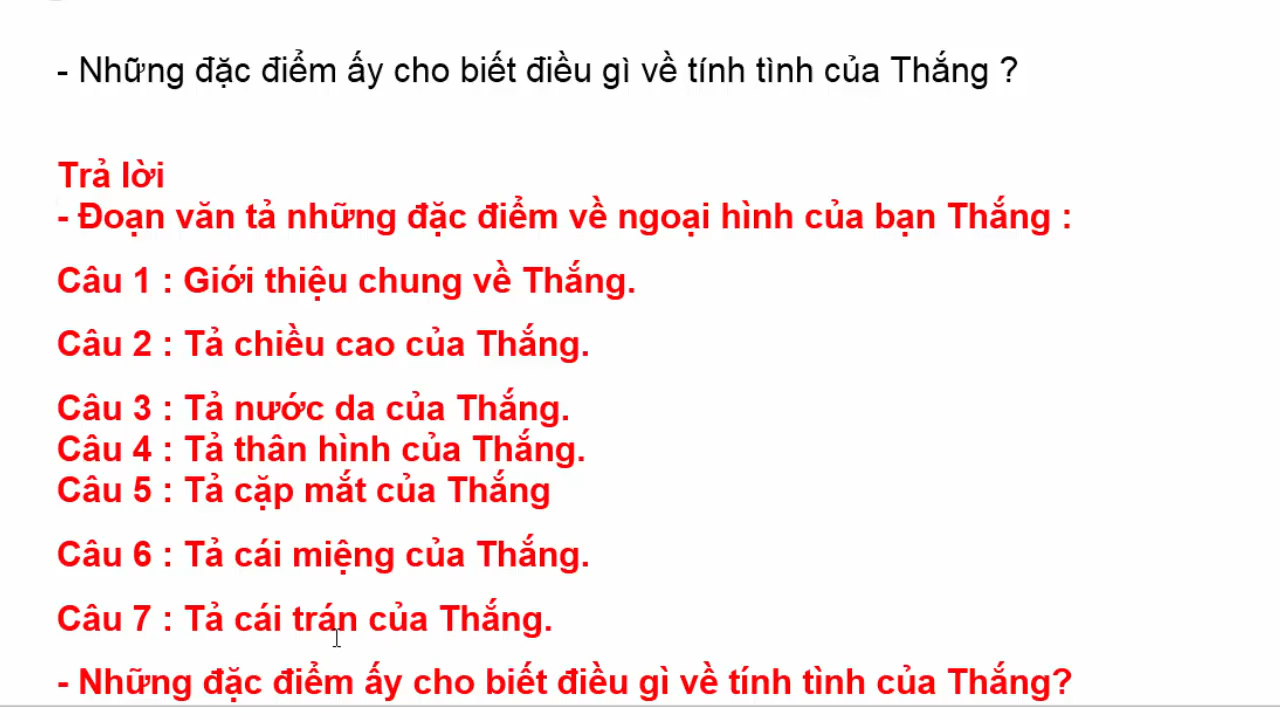 - Những đặc điểm ấy cho biết điều gì về tính tình của Thắng ?
Trả lời
- Đoạn văn tả những đặc điểm về ngoại hình của bạn Thắng :
Câu 1 : Giới thiệu chung về Thắng.
Câu 2 : Tả chiều cao của Thắng.
Câu 3 : Tả nước da của Thắng.
Câu 4 : Tả thân hình của Thắng.
Câu 5 : Tả cặp mắt của Thắng
Câu 6 : Tả cái miệng của Thắng.
Câu 7 : Tả cái trán của Thắng.
- Những đặc điểm ấy cho biết điều gì về tính tình của Thắng?